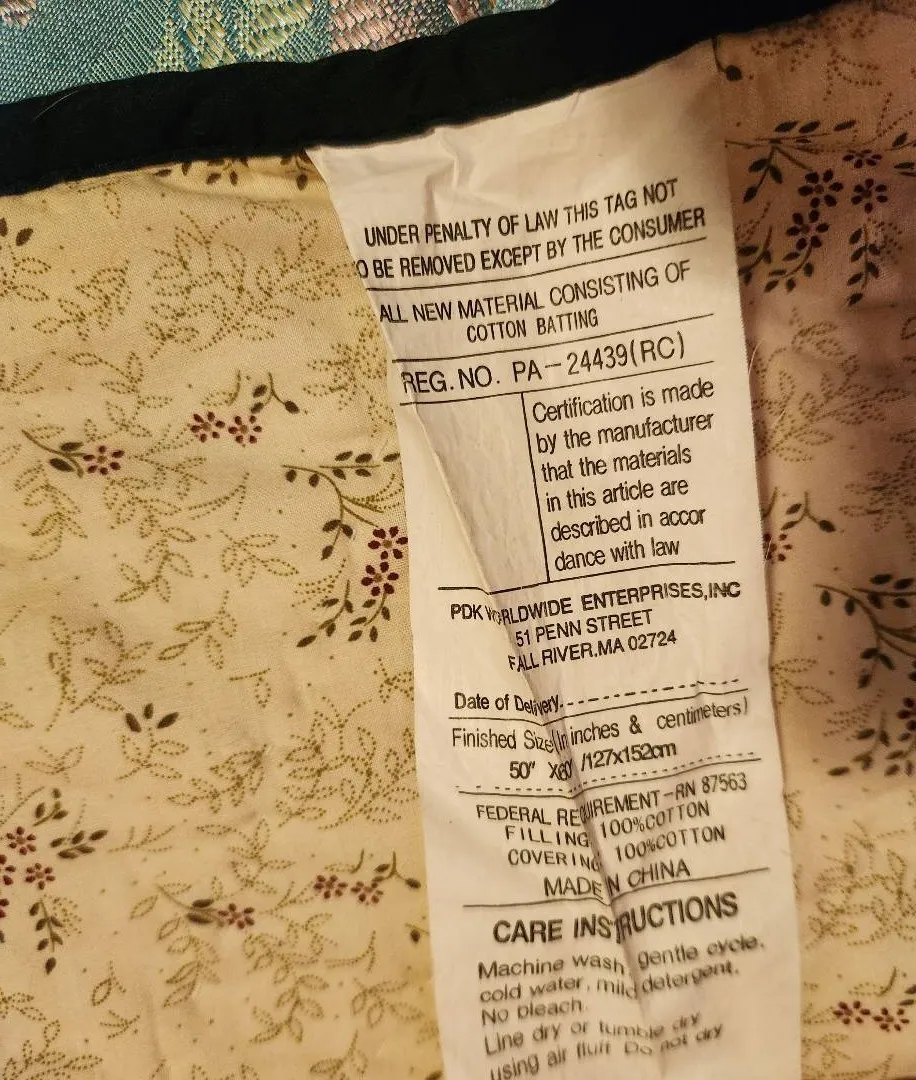 UNDER PENALTY OF LAW THIS TAG NOT
O BE REMOVED EXCEPT BY THE CONSUMER
ALL NEW MATERIAL CONSISTING OF
COTTON BATTING
REG. NO. PA-24439(RC)
Certification is made
by the manufacturer
that the materials
in this article are
described in accor
dance with law
PDK WORLDWIDE ENTERPRISES,INC
51 PENN STREET
FALL RIVER.MA 02724
Date of Delivery
Finished Size(In inches & centimeters)
50" X60 /127x152cm
FEDERAL REQUIREMENT-RN 87563
FILLING 100%COTTON
COVERING 100%COTTON
MADE IN CHINA
CARE INSTRUCTIONS
Machine wash, gentle cycle,
cold water, mild detergent.
No bleach.
Line dry or tumble dry
using air fluff Do not dry